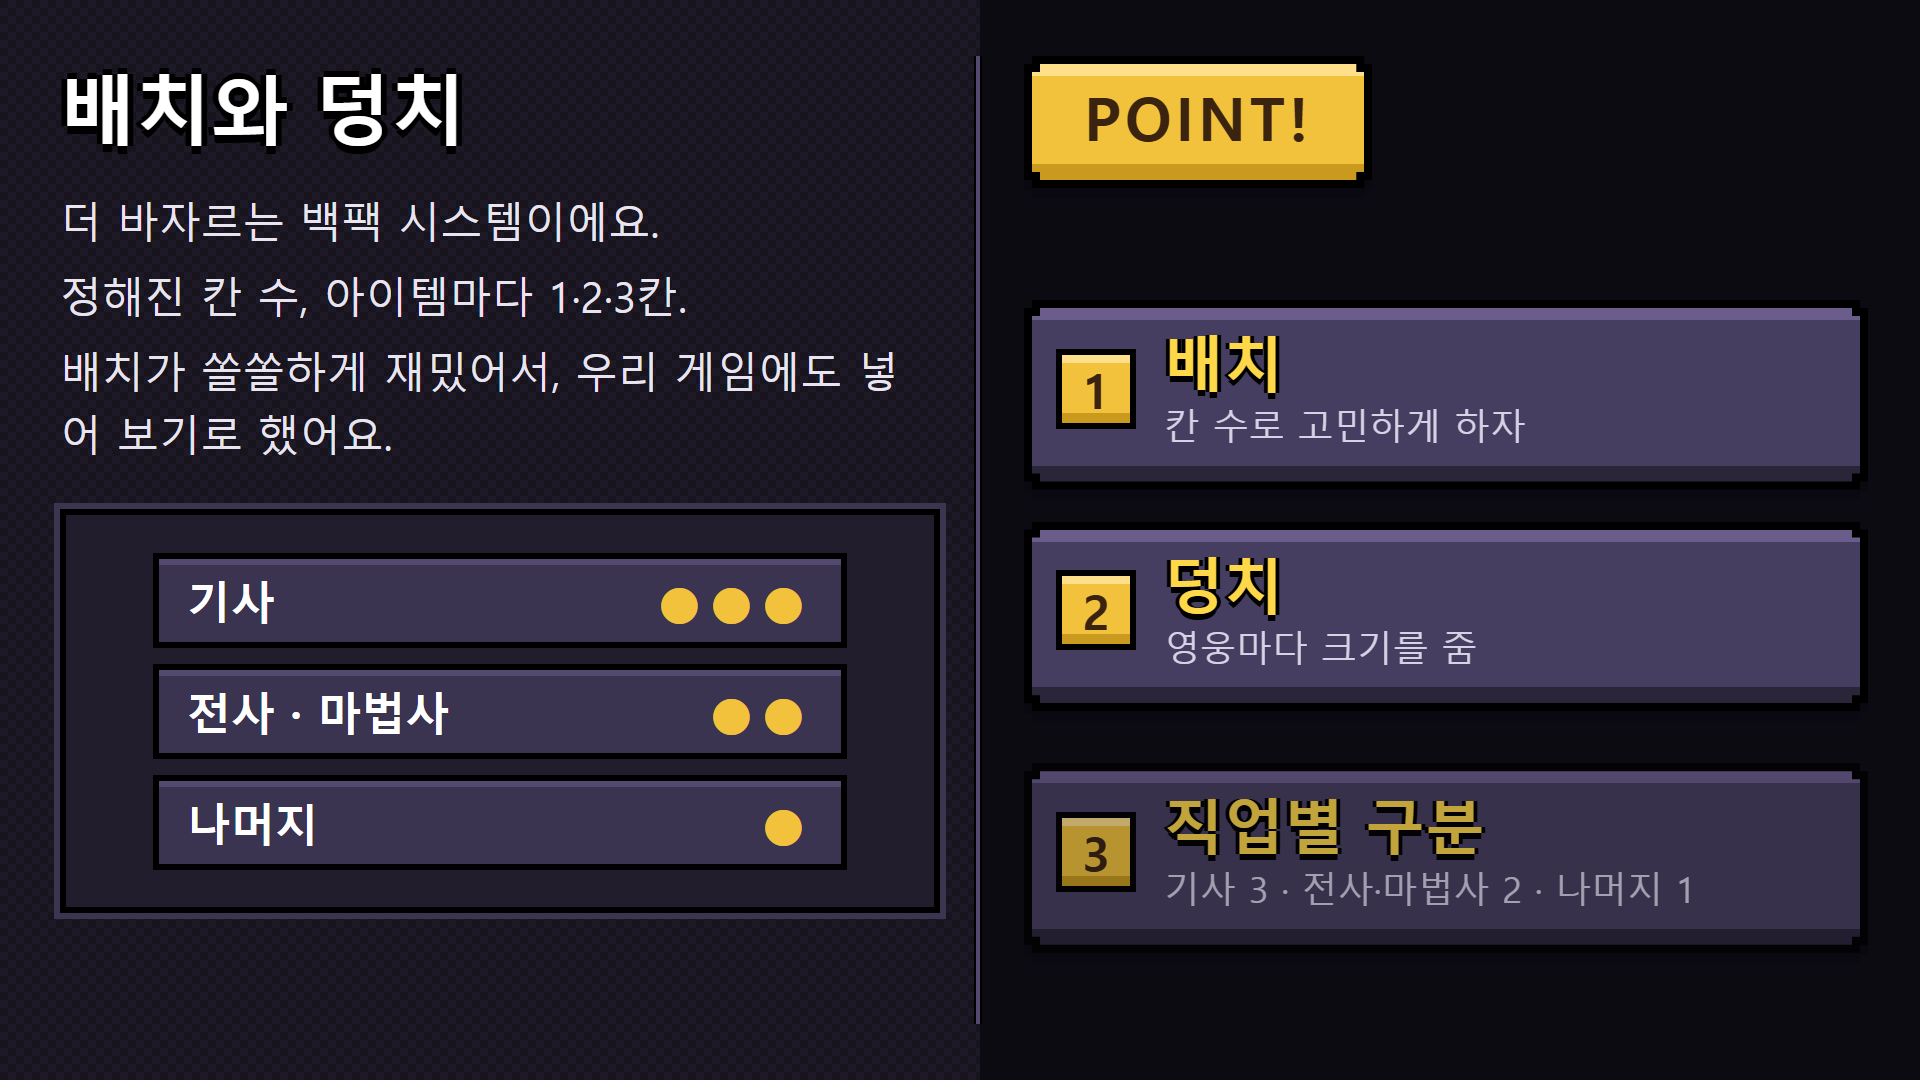 배치와 덩치
더 바자르는 백팩 시스템이에요.
정해진 칸 수, 아이템마다 1·2·3칸.
배치가 쏠쏠하게 재밌어서, 우리 게임에도 넣
어 보기로 했어요.
기사
전사 · 마법사
나머지
POINT!
1
배치
칸 수로 고민하게 하자
2
덩치
영웅마다 크기를 줌
3
직업별 구분
기사 3 · 전사·마법사 2 · 나머지 1